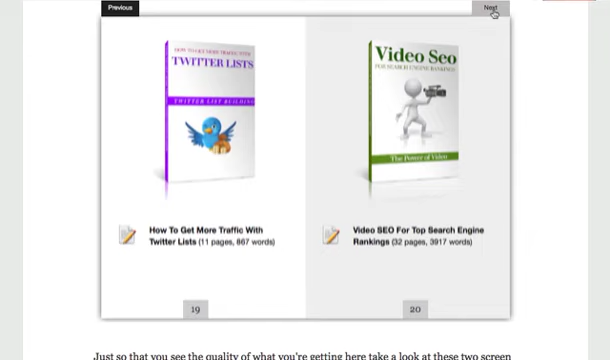 Previous
Next
HOW TO GET MORE TRAFFIC WITH
TWITTER LISTS
TWITTER LIST BUILDING
Video Seo
FOR SEARCH ENGINE RANKINGS
The Power of Video
How To Get More Traffic With
Twitter Lists (11 pages, 867 words)
Video SEO For Top Search Engine
Rankings (32 pages, 3917 words)
19
20
Just so that you see the quality of what you're getting here take a look at these two screen